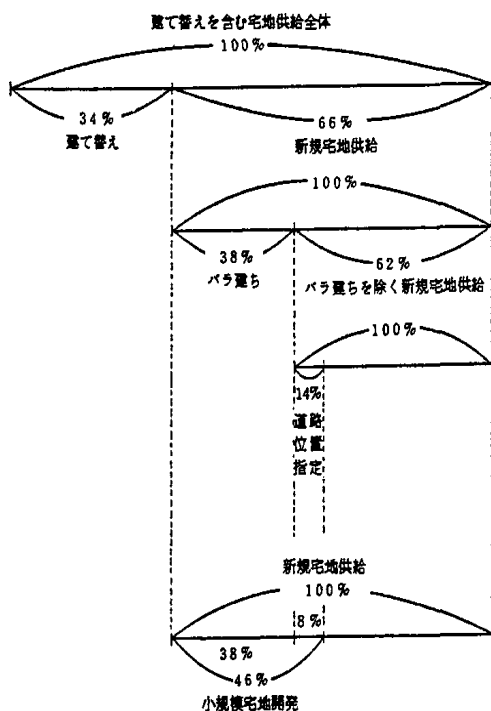 建て替えを含む宅地供給全体
100%
34%
66%
建て替え
新規宅地供給
100%
38%
62%
バラ建ち
バラ建ちを除く新規宅地供給
100%
14%
道路
位置
指定
新規宅地供給
100%
8%
38%
46%
小規模宅地開発